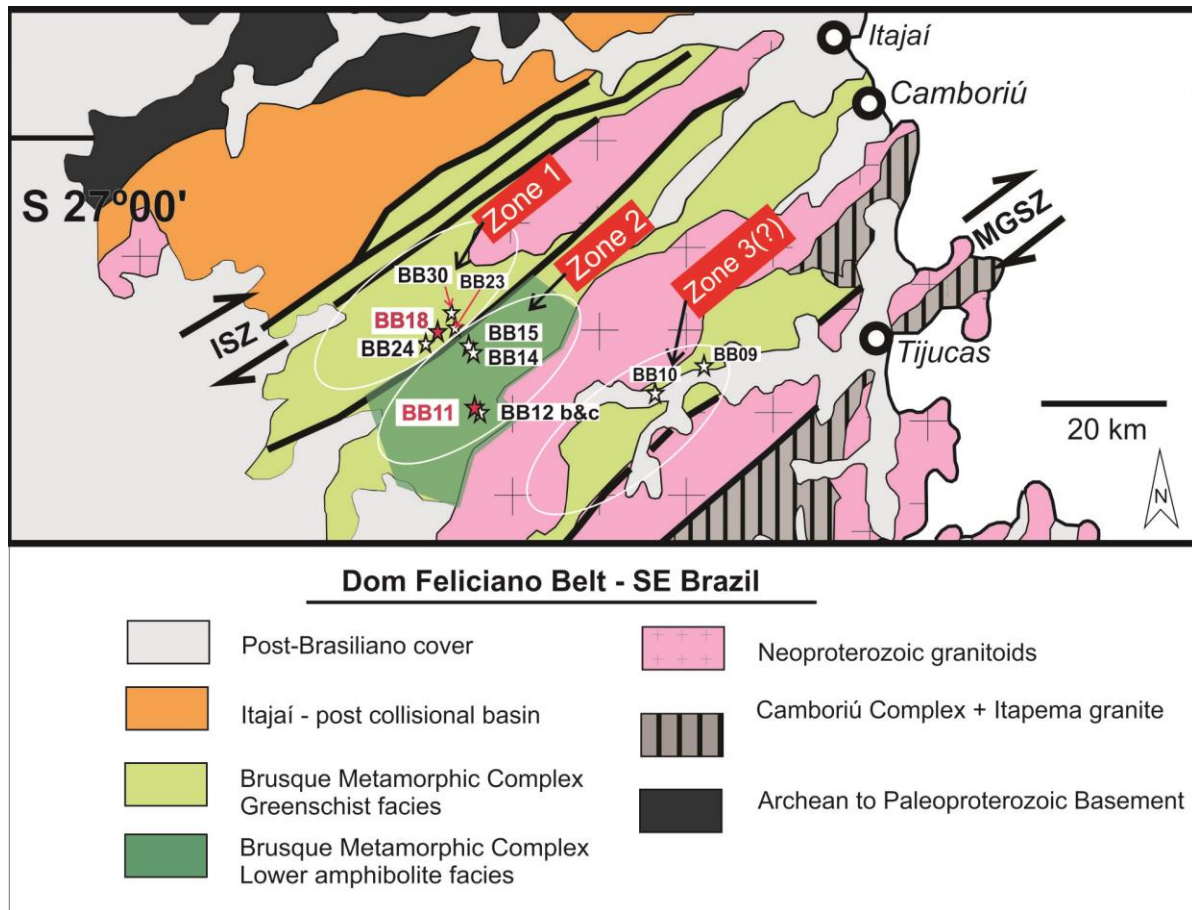 Itajaí
Camboriú
S 27º00'
Zone 1
Zone 2
Zone 3(?)
MGSZ
ISZ
BB30
BB23
BB18
BB24
BB15
BB14
BB09
BB10
BB11
BB12 b&c
Tijucas
20 km
N
Dom Feliciano Belt - SE Brazil
Post-Brasiliano cover
Itajaí - post collisional basin
Brusque Metamorphic Complex
Greenschist facies
Brusque Metamorphic Complex
Lower amphibolite facies
Neoproterozoic granitoids
Camboriú Complex + Itapema granite
Archean to Paleoproterozoic Basement